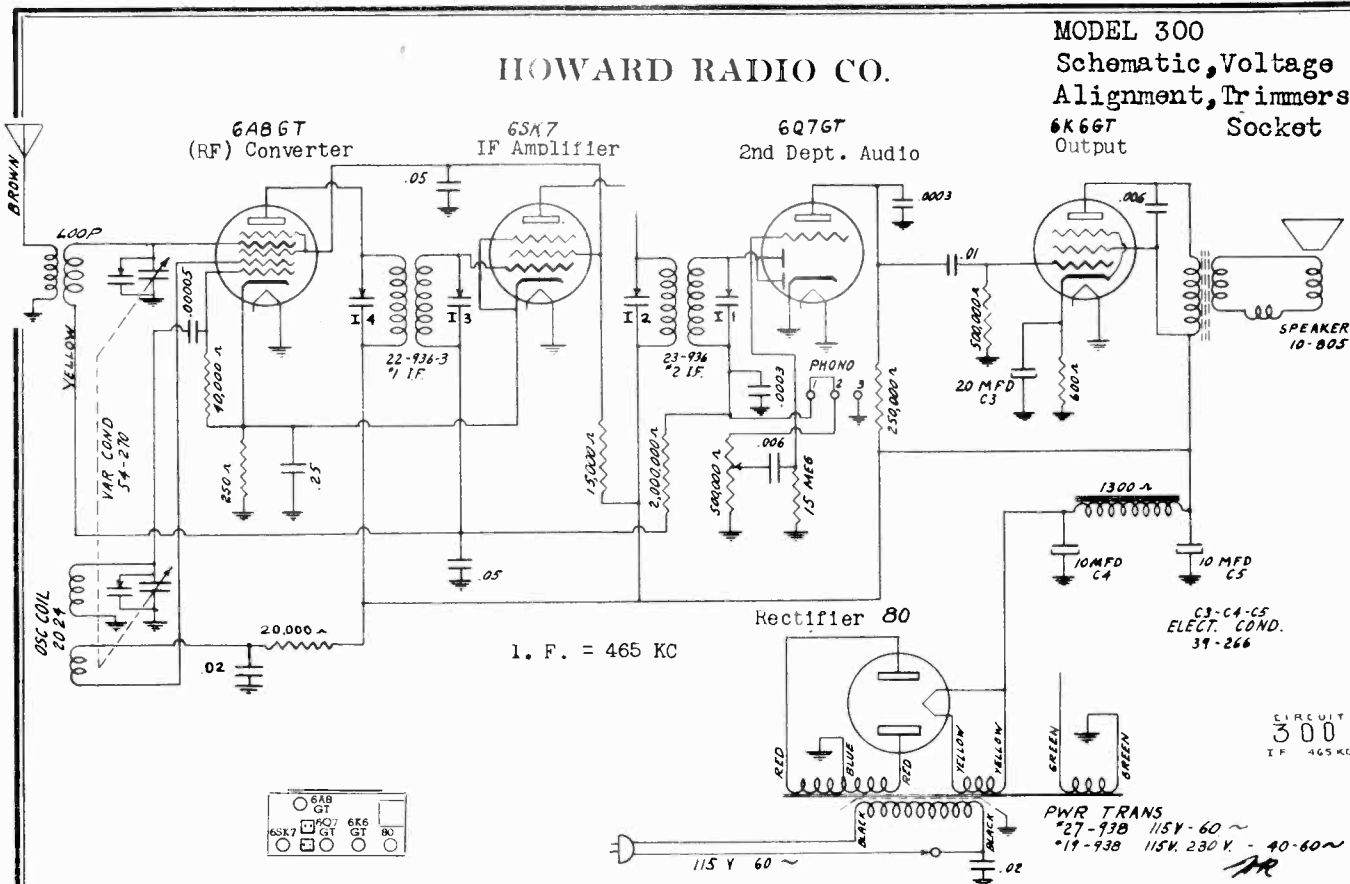 HOWARD RADIO CO.
MODEL 300
Schematic,Voltage
Alignment,Trimmers
Socket
6K6GT
Output
6A8GT
(RF) Converter
6SK7
IF Amplifier
6Q7GT
2nd Dept. Audio
BROWN
LOOP
YELLOW
.00005
40,000 Ω
VAR COND
54-270
250 Ω
.25
.05
I4
I3
22-936-3
#1 I.F.
15,000 Ω
I2
I1
23-936
#2 I.F.
2,000,000 Ω
.0003
PHONO
1 2 3
.006
500,000 Ω
15 MEG
.0003
250,000 Ω
.01
500,000 Ω
.006
20 MFD
C3
600 Ω
SPEAKER
10-805
1300 Ω
10 MFD
C4
10 MFD
C5
C3-C4-C5
ELECT. COND.
39-266
.05
OSC COIL
2024
.02
20,000 Ω
I. F. = 465 KC
Rectifier 80
RED
BLUE
RED
YELLOW
YELLOW
GREEN
GREEN
BLACK
BLACK
115 V 60 ~
.02
PWR TRANS
#27-938 115V-60 ~
#19-938 115V. 230 V. - 40-60~
CIRCUIT
300
IF 465KC
6A8
GT
6SK7
6Q7
GT
6K6
GT
80